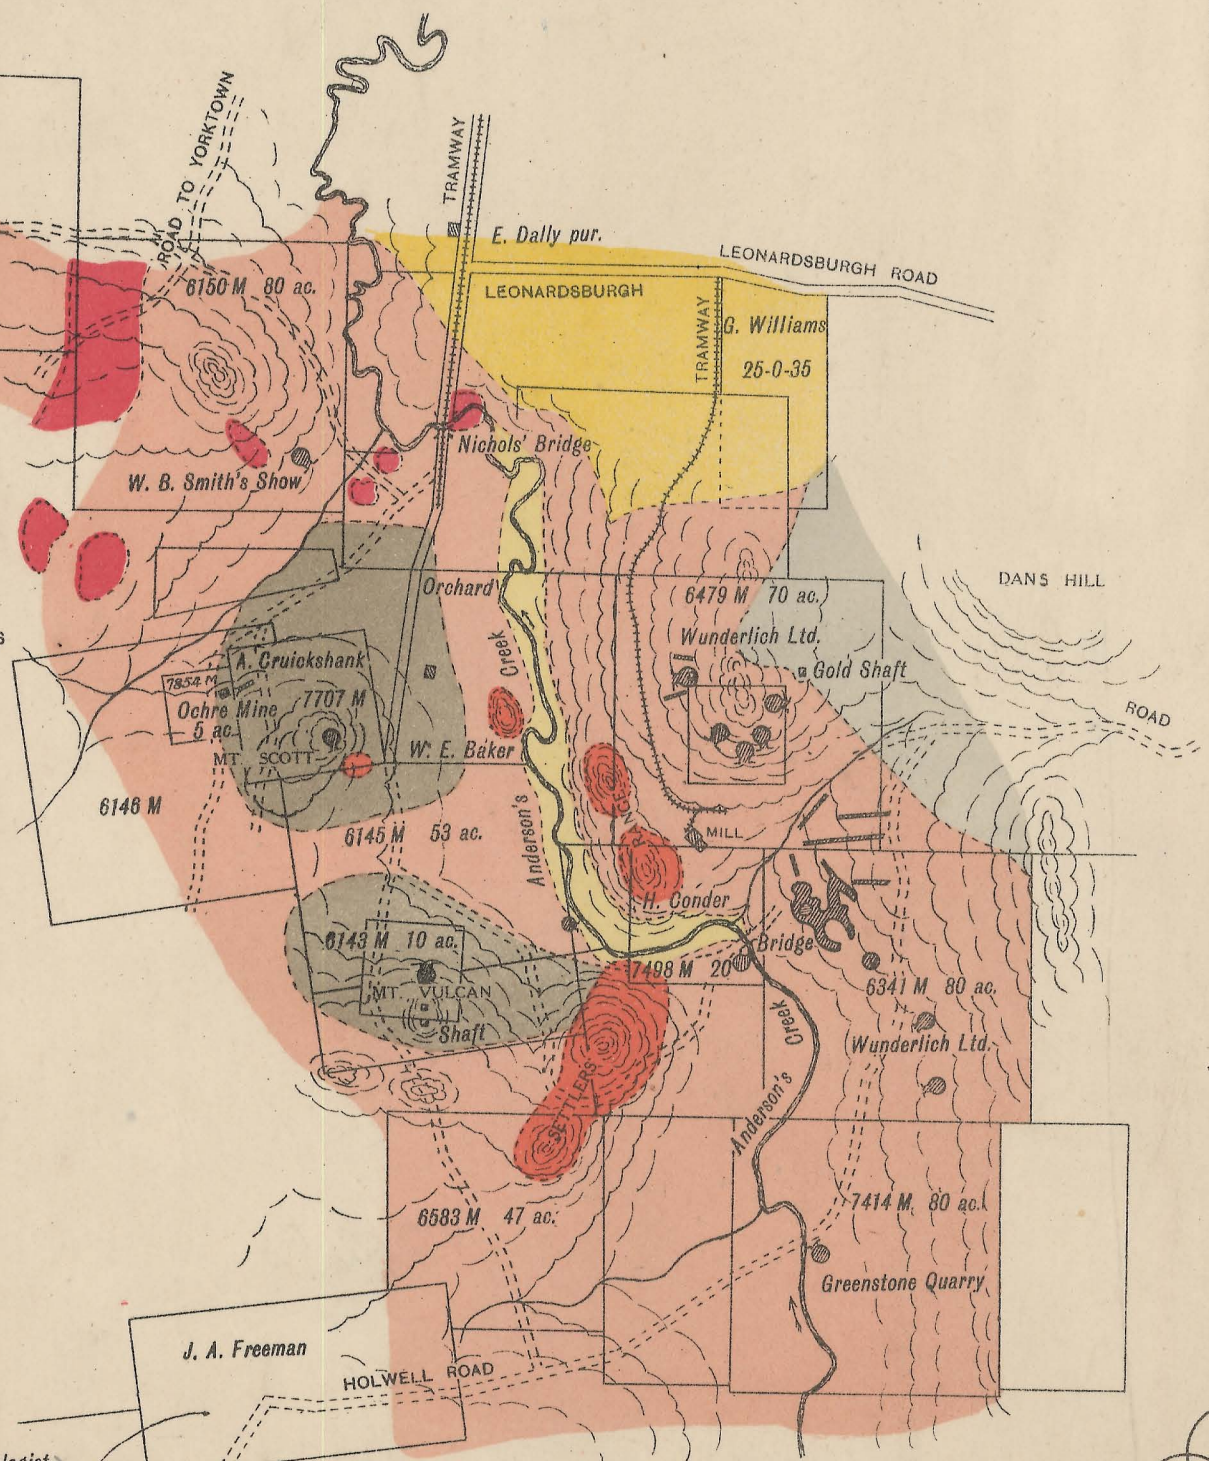 ROAD TO YORKTOWN
TRAMWAY
E. Dally pur.
LEONARDSBURGH ROAD
6150 M 80 ac.
LEONARDSBURGH
TRAMWAY
G. Williams
25-0-35
Nichols' Bridge
W. B. Smith's Show
Orchard
DANS HILL
6479 M 70 ac.
Wunderlich Ltd.
S
A. Cruickshank
Creek
Gold Shaft
7854 M
7707 M
Ochre Mine
5 ac.
ROAD
W. E. Baker
MT. SCOTT
6146 M
6145 M 53 ac.
Anderson's
RANGE
MILL
H. Conder
6143 M 10 ac.
Bridge
7498 M 20
MT. VULCAN
6341 M 80 ac.
Shaft
Creek
Wunderlich Ltd.
SETTLERS
Anderson's
7414 M. 80 ac.
6583 M 47 ac.
Greenstone Quarry
J. A. Freeman
HOLWELL ROAD
logist